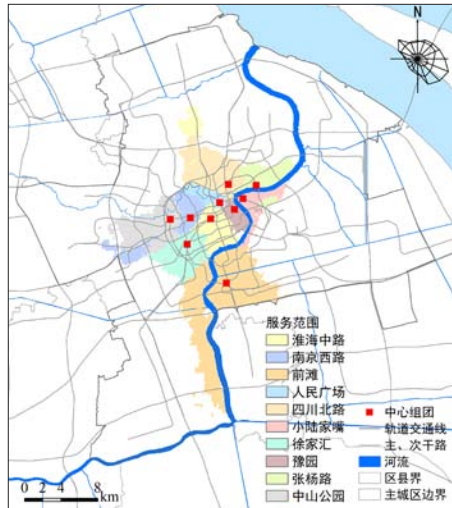 N
服务范围
淮海中路
南京西路
前滩
人民广场
四川北路
小陆家嘴
徐家汇
豫园
张杨路
中山公园
中心组团
轨道交通线
主、次干路
河流
区县界
主城区边界
0 2 4 8
km